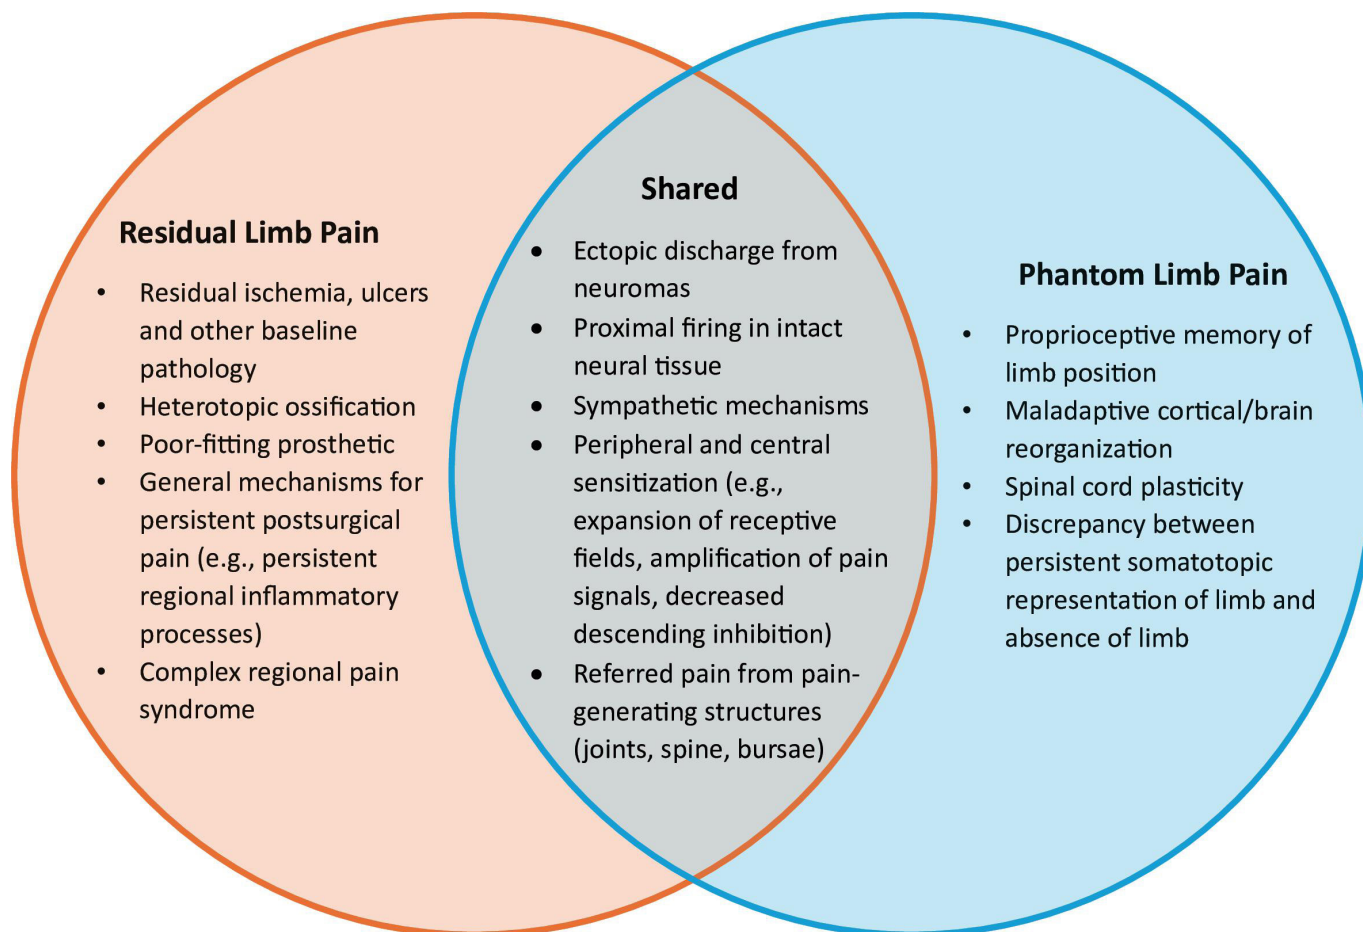 Residual Limb Pain
• Residual ischemia, ulcers
and other baseline
pathology
• Heterotopic ossification
• Poor-fitting prosthetic
• General mechanisms for
persistent postsurgical
pain (e.g., persistent
regional inflammatory
processes)
• Complex regional pain
syndrome
Shared
• Ectopic discharge from
neuromas
• Proximal firing in intact
neural tissue
• Sympathetic mechanisms
• Peripheral and central
sensitization (e.g.,
expansion of receptive
fields, amplification of pain
signals, decreased
descending inhibition)
• Referred pain from pain-
generating structures
(joints, spine, bursae)
Phantom Limb Pain
• Proprioceptive memory of
limb position
• Maladaptive cortical/brain
reorganization
• Spinal cord plasticity
• Discrepancy between
persistent somatotopic
representation of limb and
absence of limb